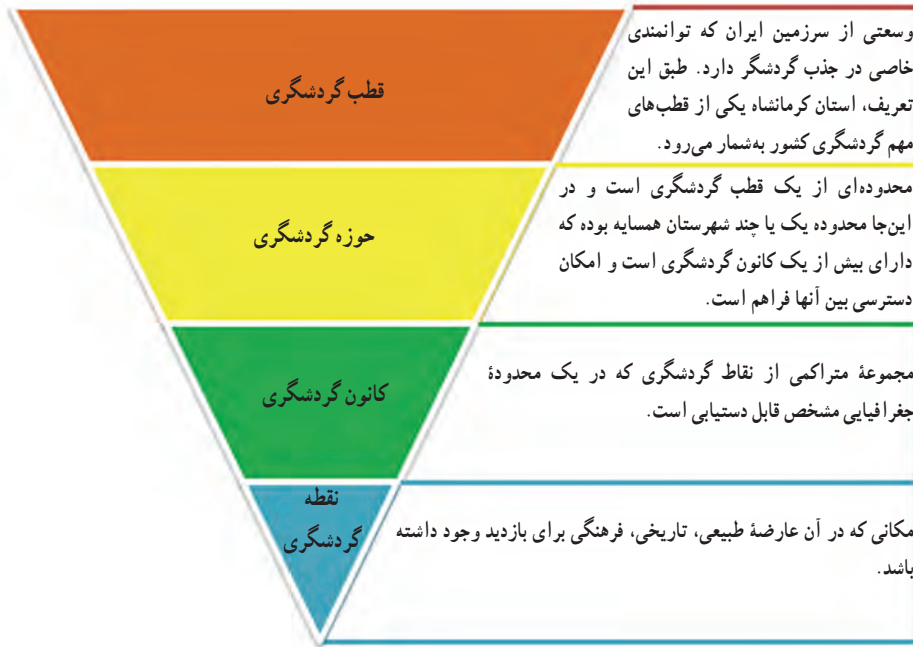 قطب گردشگری
وسعتی از سرزمین ایران که توانمندی
خاصی در جذب گردشگر دارد. طبق این
تعریف، استان کرمانشاه یکی از قطب‌های
مهم گردشگری کشور به‌شمار می‌رود.
حوزه گردشگری
محدوده‌ای از یک قطب گردشگری است و در
این‌جا محدوده یک یا چند شهرستان همسایه بوده که
دارای بیش از یک کانون گردشگری است و امکان
دسترسی بین آنها فراهم است.
کانون گردشگری
مجموعهٔ متراکمی از نقاط گردشگری که در یک محدودهٔ
جغرافیایی مشخص قابل دستیابی است.
نقطه
گردشگری
مکانی که در آن عارضهٔ طبیعی، تاریخی، فرهنگی برای بازدید وجود داشته
باشد.